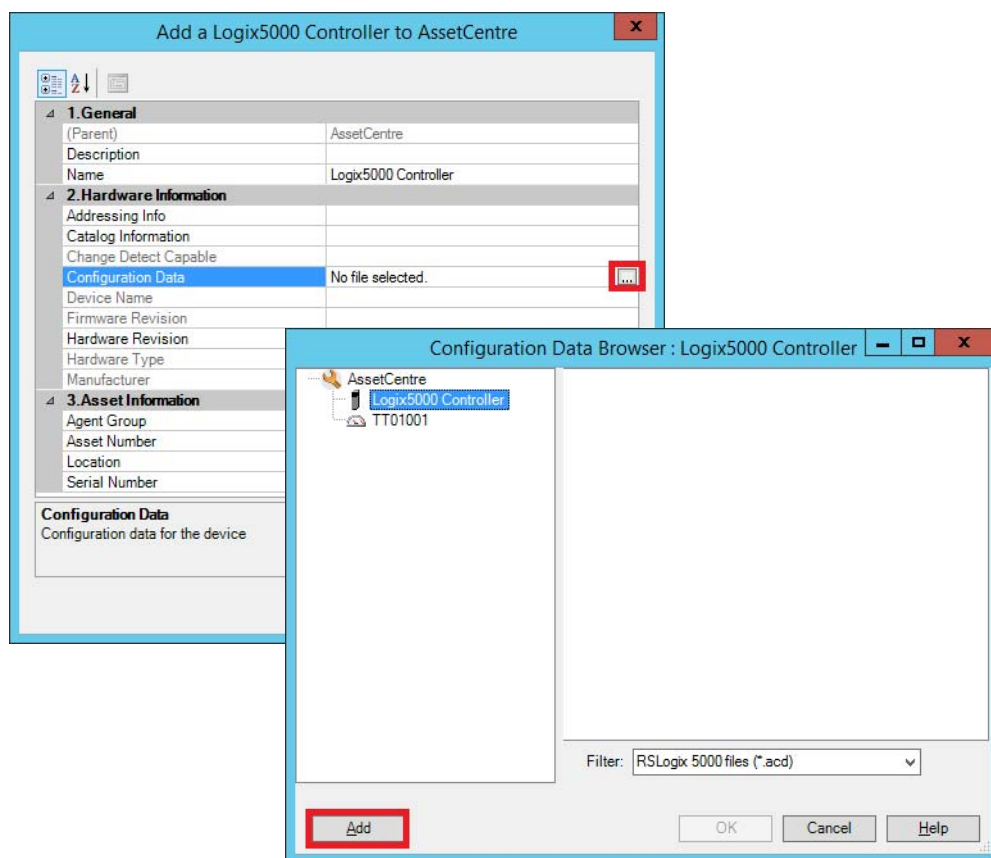 Add a Logix5000 Controller to AssetCentre
x
1.General
(Parent) AssetCentre
Description
Name Logix5000 Controller
2.Hardware Information
Addressing Info
Catalog Information
Change Detect Capable
Configuration Data No file selected. ...
Device Name
Firmware Revision
Hardware Revision
Hardware Type
Manufacturer
3.Asset Information
Agent Group
Asset Number
Location
Serial Number
Configuration Data
Configuration data for the device
Configuration Data Browser : Logix5000 Controller
x
AssetCentre
Logix5000 Controller
TT01001
Filter: RSLogix 5000 files (*.acd)
Add OK Cancel Help